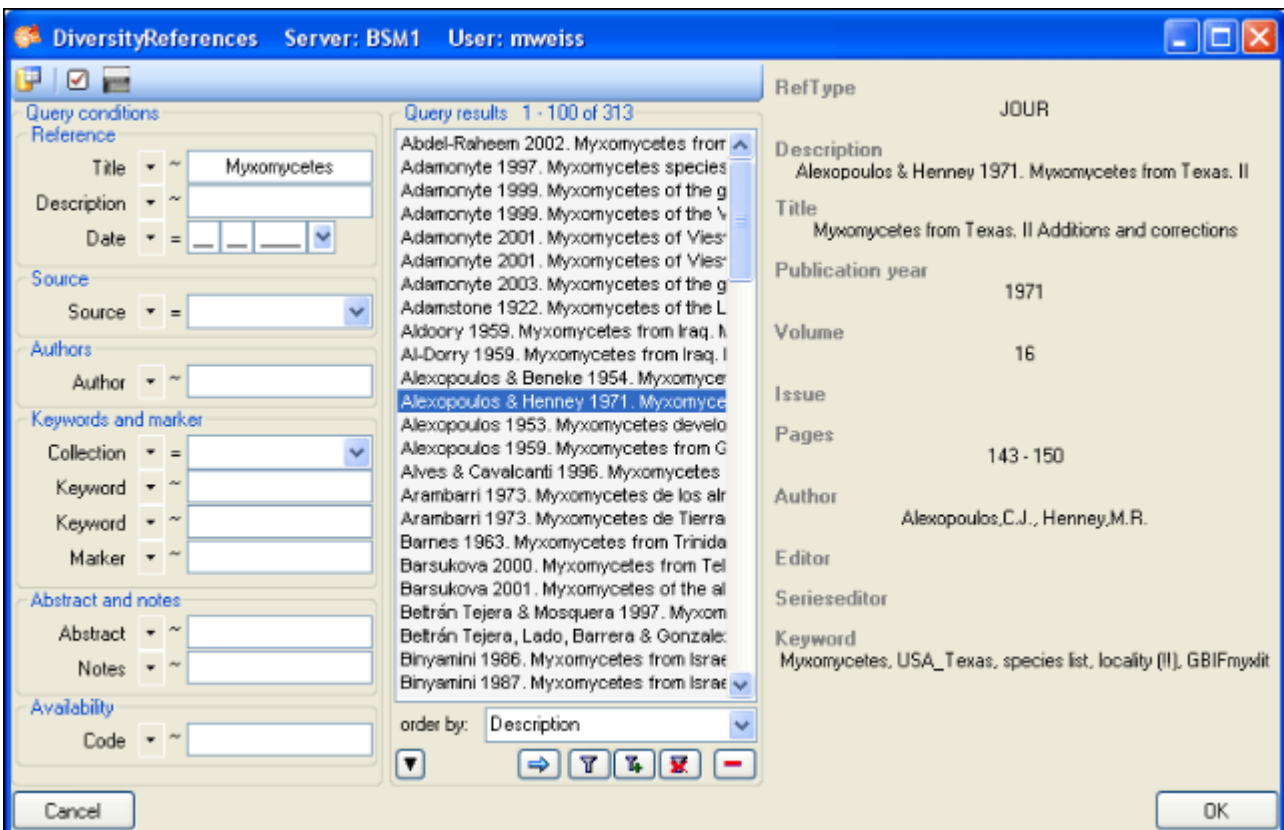 DiversityReferences Server: BSM1 User: mweiss
Query conditions
Reference
Title ~ Myxomycetes
Description ~
Date =
Source
Source =
Authors
Author ~
Keywords and marker
Collection =
Keyword ~
Keyword ~
Marker ~
Abstract and notes
Abstract ~
Notes ~
Availability
Code ~
Cancel
Query results 1 - 100 of 313
Abdel-Raheem 2002. Myxomycetes from
Adamonyte 1997. Myxomycetes species
Adamonyte 1999. Myxomycetes of the g
Adamonyte 1999. Myxomycetes of the
Adamonyte 2001. Myxomycetes of Vies
Adamonyte 2001. Myxomycetes of Vies
Adamonyte 2003. Myxomycetes of the g
Adamstone 1922. Myxomycetes of the L
Aldoory 1959. Myxomycetes from Iraq.
Al-Dorry 1959. Myxomycetes from Iraq.
Alexopoulos & Beneke 1954. Myxomyce
Alexopoulos & Henney 1971. Myxomyce
Alexopoulos 1953. Myxomycetes develo
Alexopoulos 1959. Myxomycetes from G
Alves & Cavalcanti 1996. Myxomycetes
Arambarri 1973. Myxomycetes de los
Arambarri 1973. Myxomycetes de Tierra
Barnes 1963. Myxomycetes from Trinida
Barsukova 2000. Myxomycetes from Tel
Barsukova 2001. Myxomycetes of the al
Beltrán Tejera & Mosquera 1997. Myxom
Beltrán Tejera, Lado, Barrera & Gonzale
Binyamini 1986. Myxomycetes from Israe
Binyamini 1987. Myxomycetes from Israe
order by: Description
RefType
JOUR
Description
Alexopoulos & Henney 1971. Myxomycetes from Texas. II
Title
Myxomycetes from Texas. II Additions and corrections
Publication year
1971
Volume
16
Issue
Pages
143 - 150
Author
Alexopoulos,C.J., Henney,M.R.
Editor
Serieseditor
Keyword
Myxomycetes, USA_Texas, species list, locality (!!), GBIFmyxlit
OK